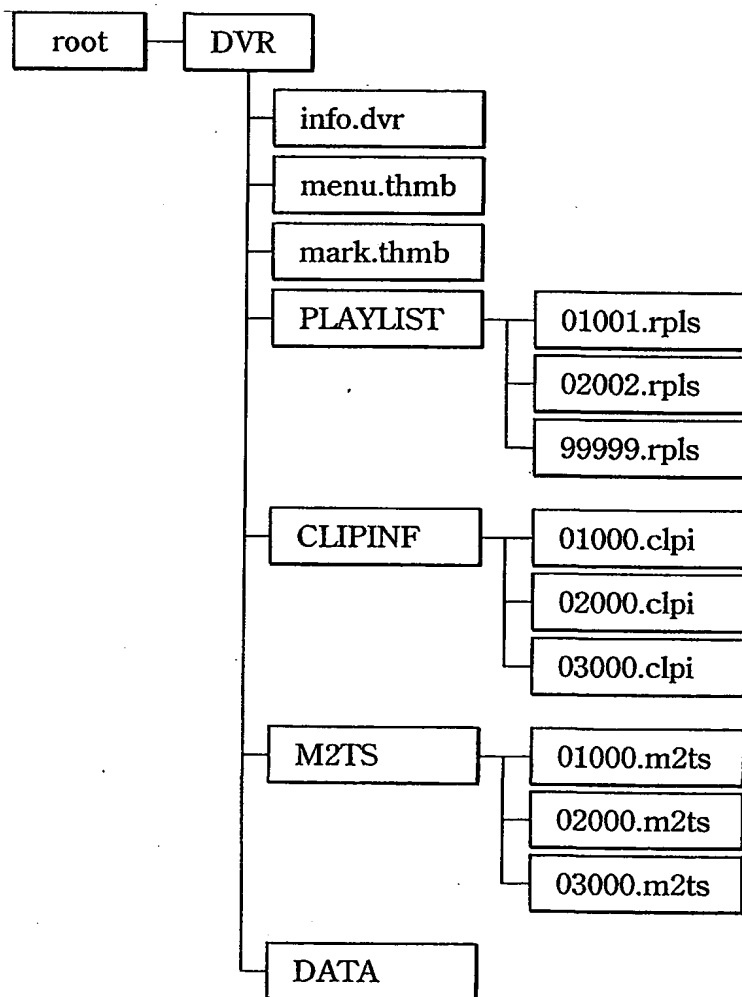 root DVR
info.dvr
menu.thmb
mark.thmb
PLAYLIST 01001.rpls
02002.rpls
99999.rpls
CLIPINF 01000.clpi
02000.clpi
03000.clpi
M2TS 01000.m2ts
02000.m2ts
03000.m2ts
DATA